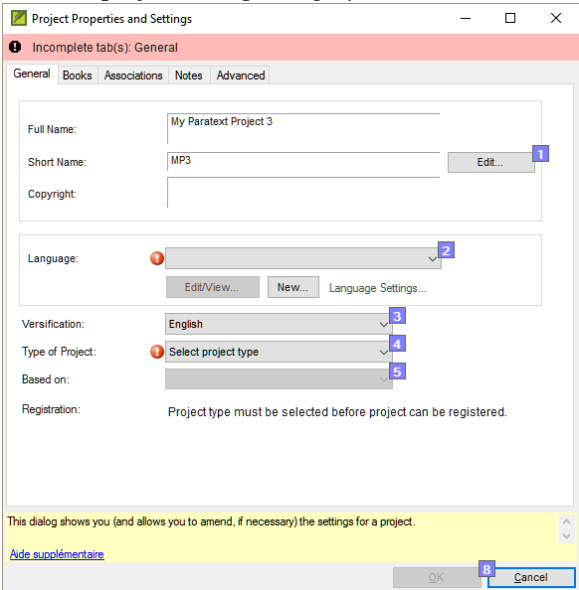 Project Properties and Settings
Incomplete tab(s): General
General Books Associations Notes Advanced
Full Name: My Paratext Project 3
Short Name: MP3 Edit... 1
Copyright:
Language: 2
Edit/View... New... Language Settings...
Versification: English 3
Type of Project: Select project type 4
Based on: 5
Registration: Project type must be selected before project can be registered.
This dialog shows you (and allows you to amend, if necessary) the settings for a project.
Aide supplémentaire
OK 8 Cancel